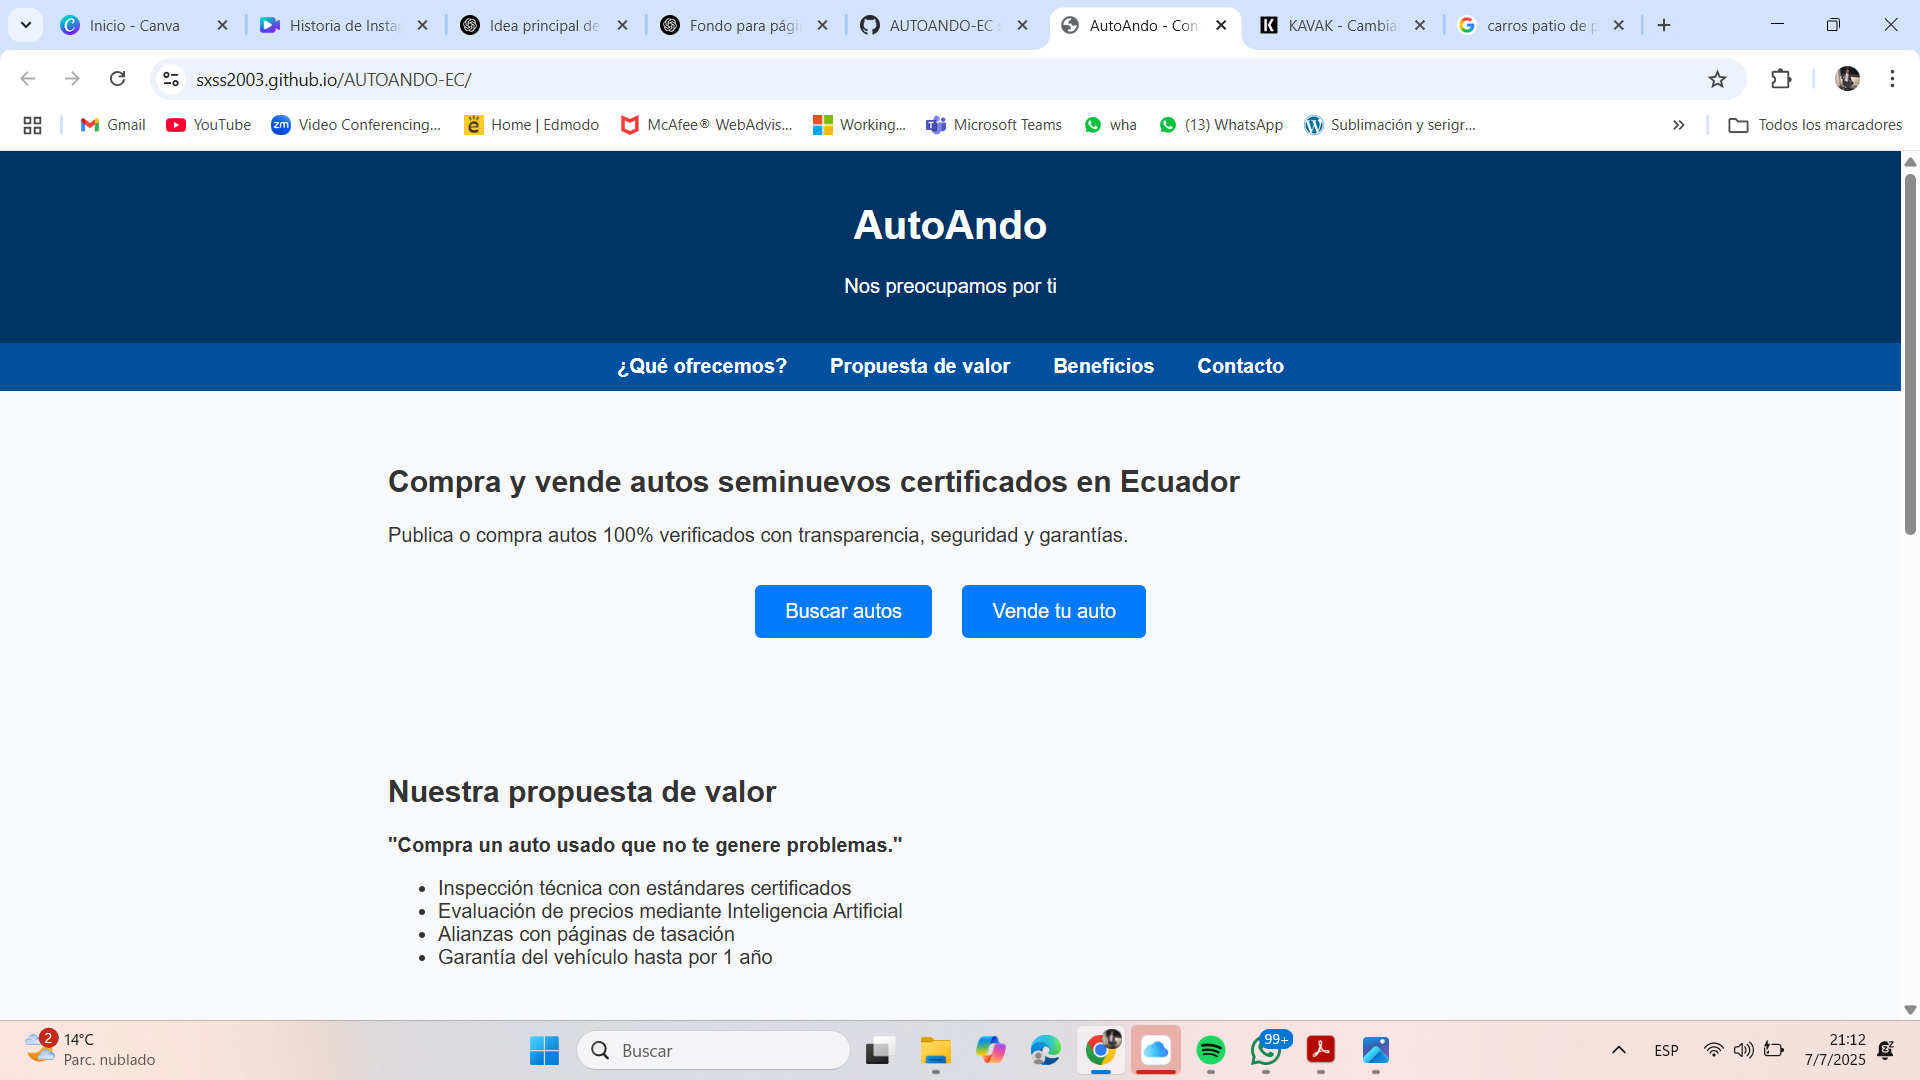 Inicio - Canva
Historia de Insta
Idea principal de
Fondo para pági
AUTOANDO-EC
AutoAndo - Con
KAVAK - Cambia
carros patio de p
sxss2003.github.io/AUTOANDO-EC/
Gmail
YouTube
Video Conferencing...
Home | Edmodo
McAfee® WebAdvis...
Working...
Microsoft Teams
wha
(13) WhatsApp
Sublimación y serigr...
Todos los marcadores
AutoAndo
Nos preocupamos por ti
¿Qué ofrecemos? Propuesta de valor Beneficios Contacto
Compra y vende autos seminuevos certificados en Ecuador
Publica o compra autos 100% verificados con transparencia, seguridad y garantías.
Buscar autos Vende tu auto
Nuestra propuesta de valor
"Compra un auto usado que no te genere problemas."
• Inspección técnica con estándares certificados
• Evaluación de precios mediante Inteligencia Artificial
• Alianzas con páginas de tasación
• Garantía del vehículo hasta por 1 año
2
14°C
Parc. nublado
Buscar
99+
ESP
21:12
7/7/2025